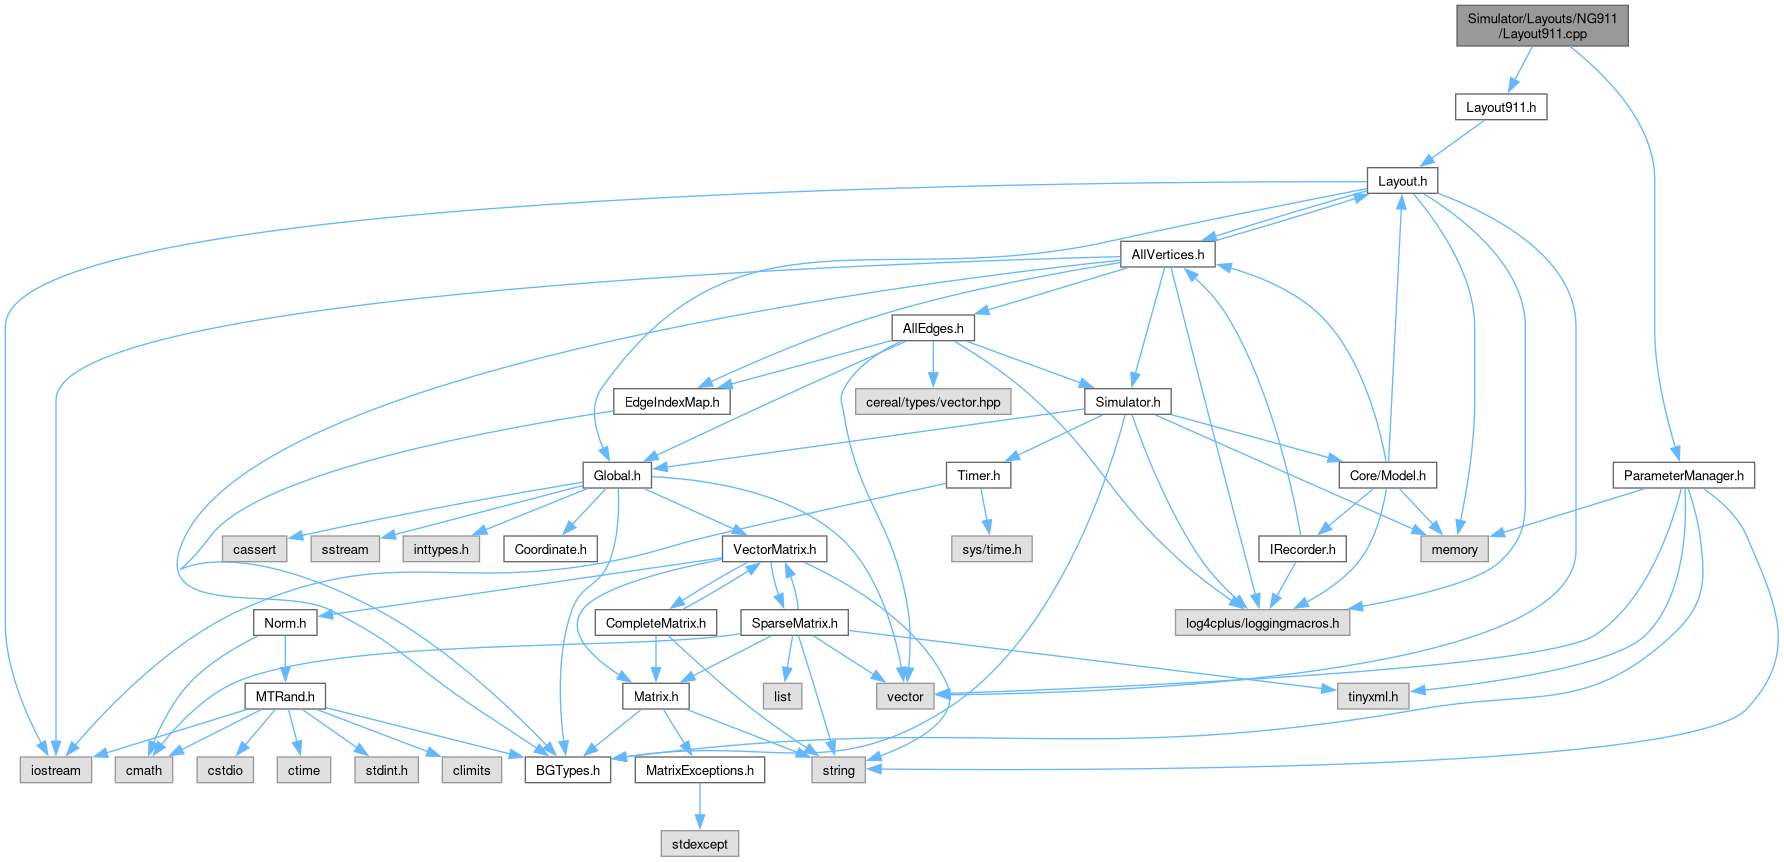 Simulator/Layouts/NG911
/Layout911.cpp
Layout911.h
Layout.h
AllVertices.h
AllEdges.h
EdgeIndexMap.h
cereal/types/vector.hpp
Simulator.h
Global.h
Timer.h
Core/Model.h
ParameterManager.h
cassert
sstream
inttypes.h
Coordinate.h
VectorMatrix.h
sys/time.h
IRecorder.h
memory
Norm.h
CompleteMatrix.h
SparseMatrix.h
log4cplus/loggingmacros.h
MTRand.h
Matrix.h
list
vector
tinyxml.h
iostream
cmath
cstdio
ctime
stdint.h
climits
BGTypes.h
MatrixExceptions.h
string
stdexcept